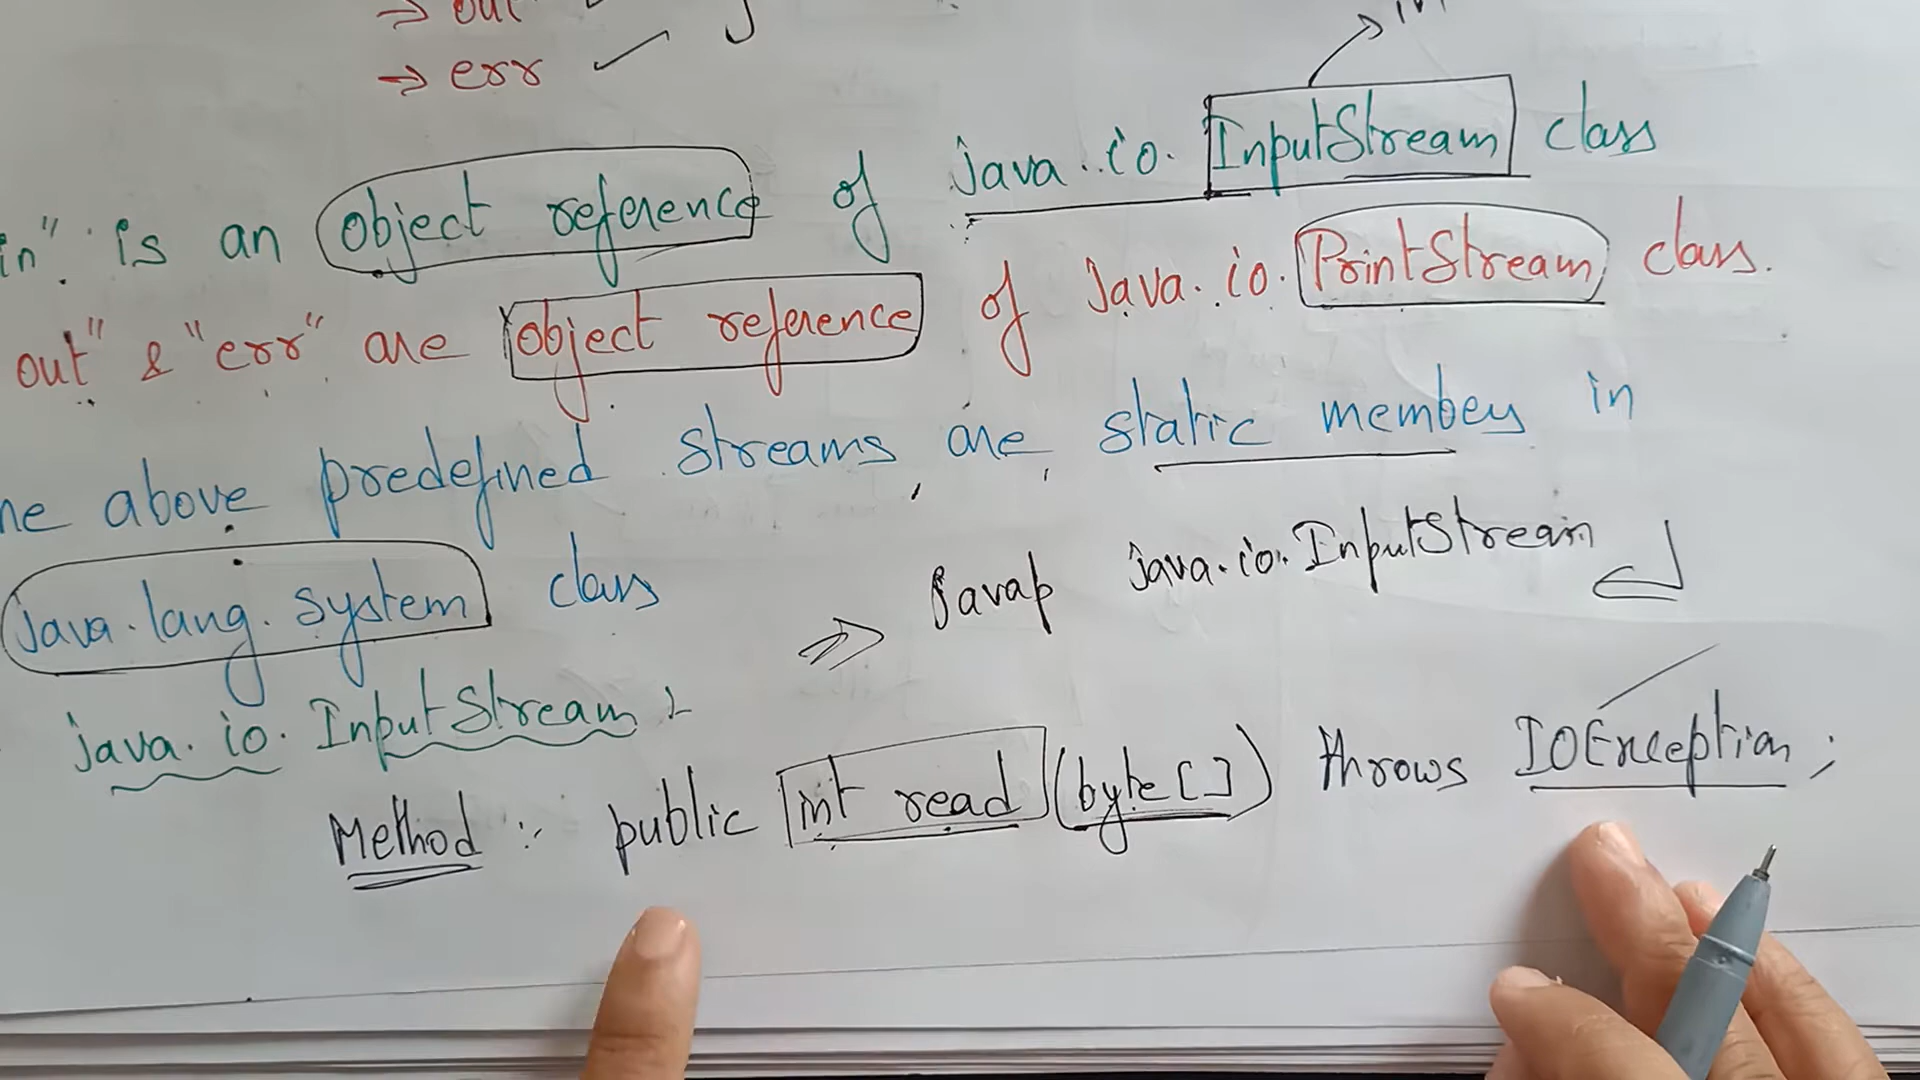 → out
→ err
in" is an object reference of java.io.InputStream class
out" & "err" are object reference of Java.io.PrintStream class.
above predefined streams are static members in
java.lang.system class
⇒ Javap java.io.InputStream
java.io.InputStream :-
Method :- public int read (byte[]) throws IOException ;